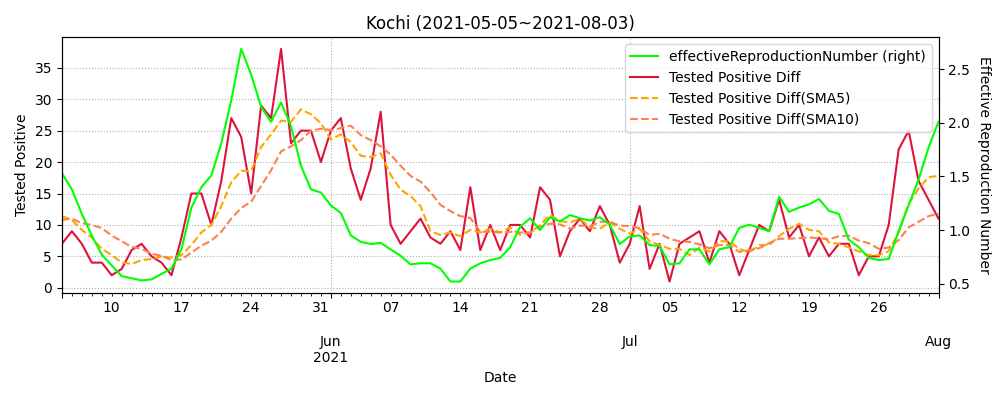 Kochi (2021-05-05~2021-08-03)
effectiveReproductionNumber (right)
Tested Positive Diff
Tested Positive Diff(SMA5)
Tested Positive Diff(SMA10)
Tested Positive
35
30
25
20
15
10
5
0
Effective Reproduction Number
2.5
2.0
1.5
1.0
0.5
10 17 24 31 07 14 21 28 05 12 19 26
Jun Jul Aug
2021
Date